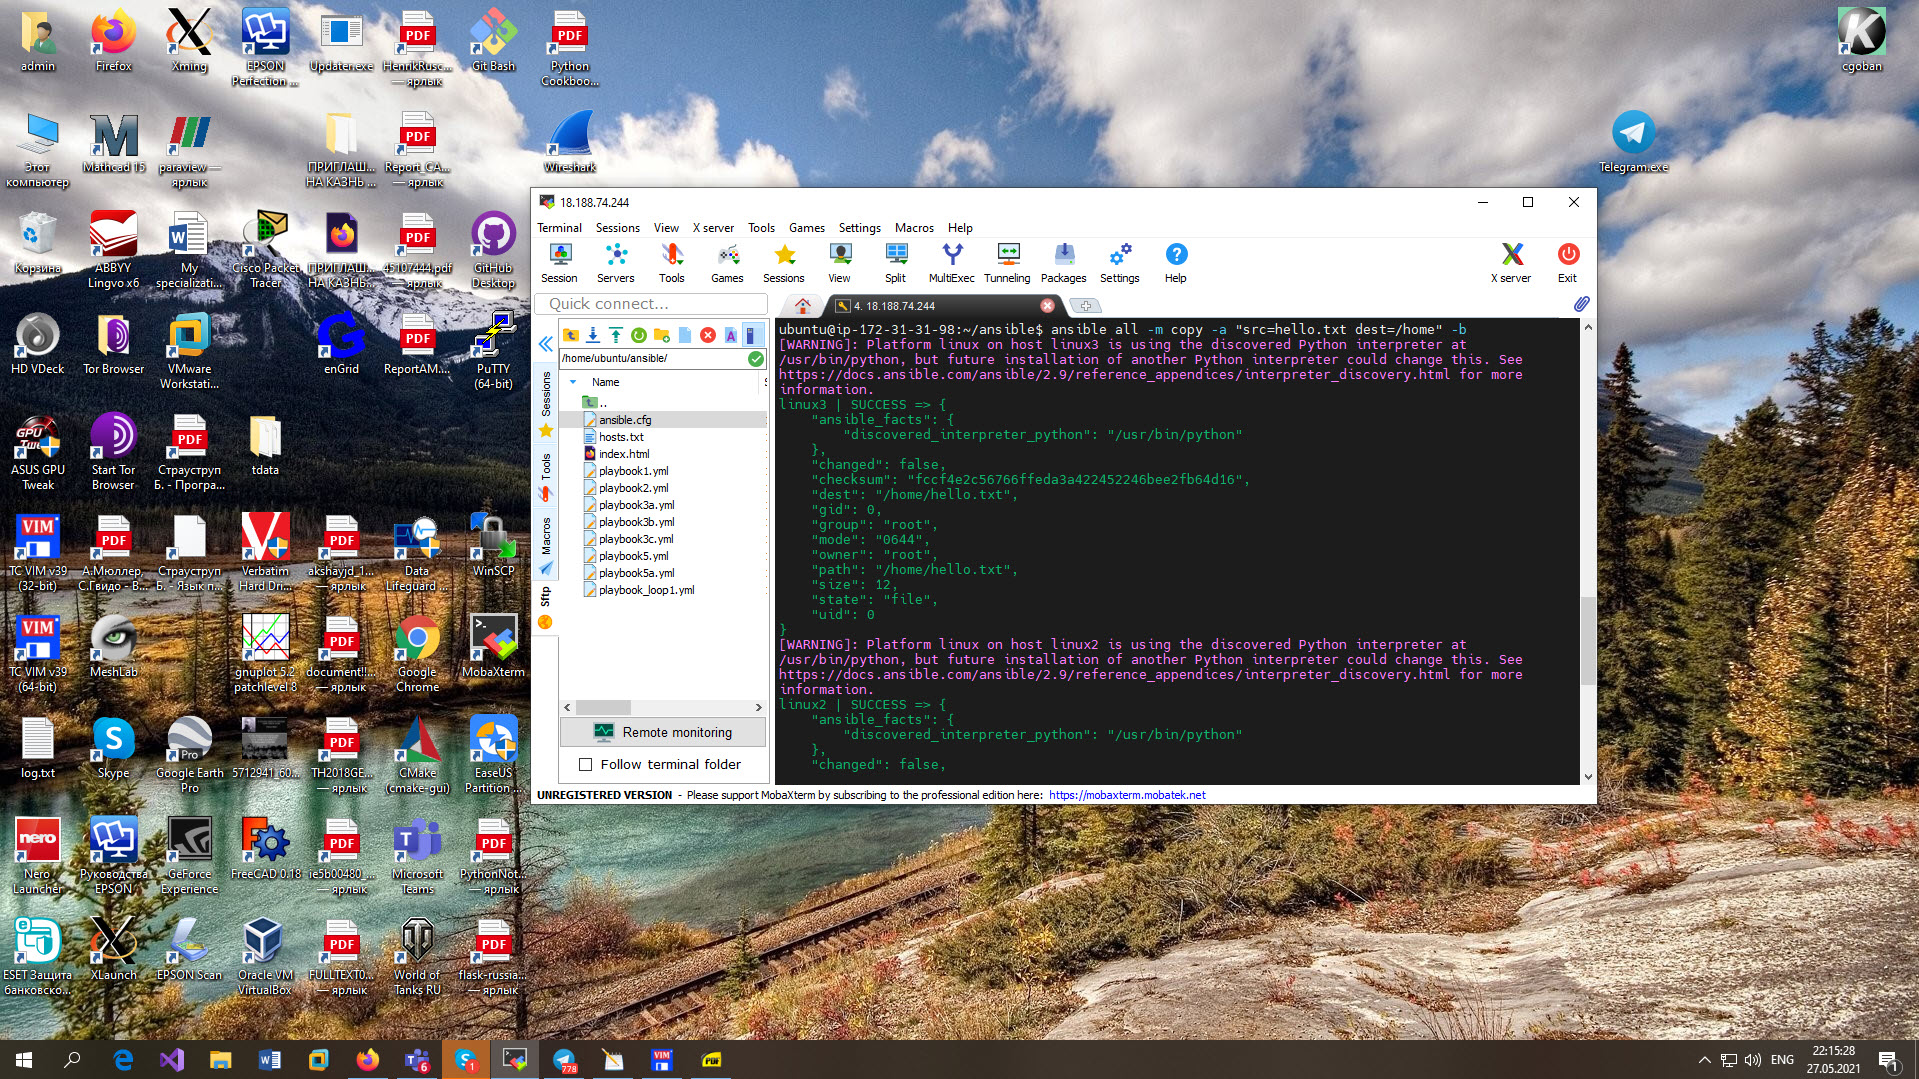 admin
Firefox
Xming
EPSON
Perfection ...
Updater.exe
HenrikRusc...
— ярлык
Git Bash
Python
Cookboo...
cgoban
Этот
компьютер
Mathcad 15
paraview —
ярлык
ПРИГЛАШ...
НА КАЗНЬ ...
Report_CA...
— ярлык
Wireshark
Telegram.exe
Корзина
ABBYY
Lingvo x6
My
specializati...
Cisco Packet
Tracer
ПРИГЛАШ...
НА КАЗНЬ...
45107444.pdf
— ярлык
GitHub
Desktop
HD VDeck
Tor Browser
VMware
Workstati...
enGrid
ReportAM....
PuTTY
(64-bit)
ASUS GPU
Tweak
Start Tor
Browser
Страуструп
Б. - Програ...
tdata
TC VIM v39
(32-bit)
А.Мюллер,
С.Гвидо - В...
Страуструп
Б. - Язык п...
Verbatim
Hard Dri...
akshayjd_1...
— ярлык
Data
Lifeguard ...
WinSCP
TC VIM v39
(64-bit)
MeshLab
gnuplot 5.2
patchlevel 8
document!!...
— ярлык
Google
Chrome
MobaXterm
log.txt
Skype
Google Earth
Pro
5712941_60...
TH2018GE...
— ярлык
CMake
(cmake-gui)
EaseUS
Partition ...
Nero
Launcher
Руководства
EPSON
GeForce
Experience
FreeCAD 0.18
ie5b00480_...
— ярлык
Microsoft
Teams
PythonNot...
— ярлык
ESET Защита
банковско...
XLaunch
EPSON Scan
Oracle VM
VirtualBox
FULLTEXT0...
— ярлык
World of
Tanks RU
flask-russia...
— ярлык
18.188.74.244
Terminal Sessions View X server Tools Games Settings Macros Help
Session Servers Tools Games Sessions View Split MultiExec Tunneling Packages Settings Help X server Exit
Quick connect...
4. 18.188.74.244
/home/ubuntu/ansible/
Name
..
ansible.cfg
hosts.txt
index.html
playbook1.yml
playbook2.yml
playbook3a.yml
playbook3b.yml
playbook3c.yml
playbook5.yml
playbook5a.yml
playbook_loop1.yml
Sessions
Tools
Macros
Sftp
Remote monitoring
Follow terminal folder
ubuntu@ip-172-31-31-98:~/ansible$ ansible all -m copy -a "src=hello.txt dest=/home" -b
[WARNING]: Platform linux on host linux3 is using the discovered Python interpreter at
/usr/bin/python, but future installation of another Python interpreter could change this. See
https://docs.ansible.com/ansible/2.9/reference_appendices/interpreter_discovery.html for more
information.
linux3 | SUCCESS => {
"ansible_facts": {
"discovered_interpreter_python": "/usr/bin/python"
},
"changed": false,
"checksum": "fccf4e2c56766ffeda3a422452246bee2fb64d16",
"dest": "/home/hello.txt",
"gid": 0,
"group": "root",
"mode": "0644",
"owner": "root",
"path": "/home/hello.txt",
"size": 12,
"state": "file",
"uid": 0
}
[WARNING]: Platform linux on host linux2 is using the discovered Python interpreter at
/usr/bin/python, but future installation of another Python interpreter could change this. See
https://docs.ansible.com/ansible/2.9/reference_appendices/interpreter_discovery.html for more
information.
linux2 | SUCCESS => {
"ansible_facts": {
"discovered_interpreter_python": "/usr/bin/python"
},
"changed": false,
UNREGISTERED VERSION - Please support MobaXterm by subscribing to the professional edition here: https://mobaxterm.mobatek.net
ENG
22:15:28
27.05.2021